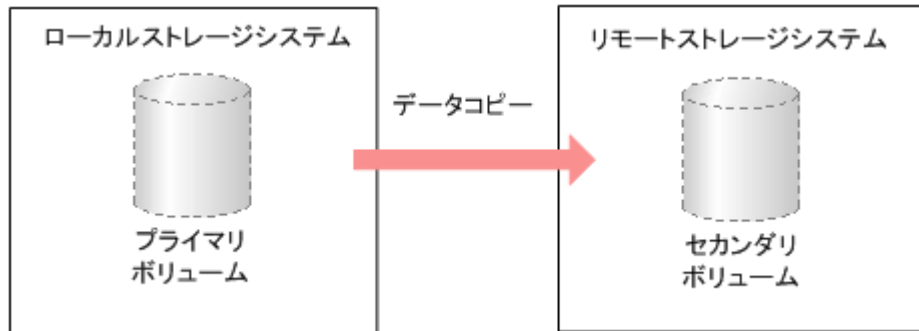 ローカルストレージシステム
プライマリ
ボリューム
データコピー
リモートストレージシステム
セカンダリ
ボリューム